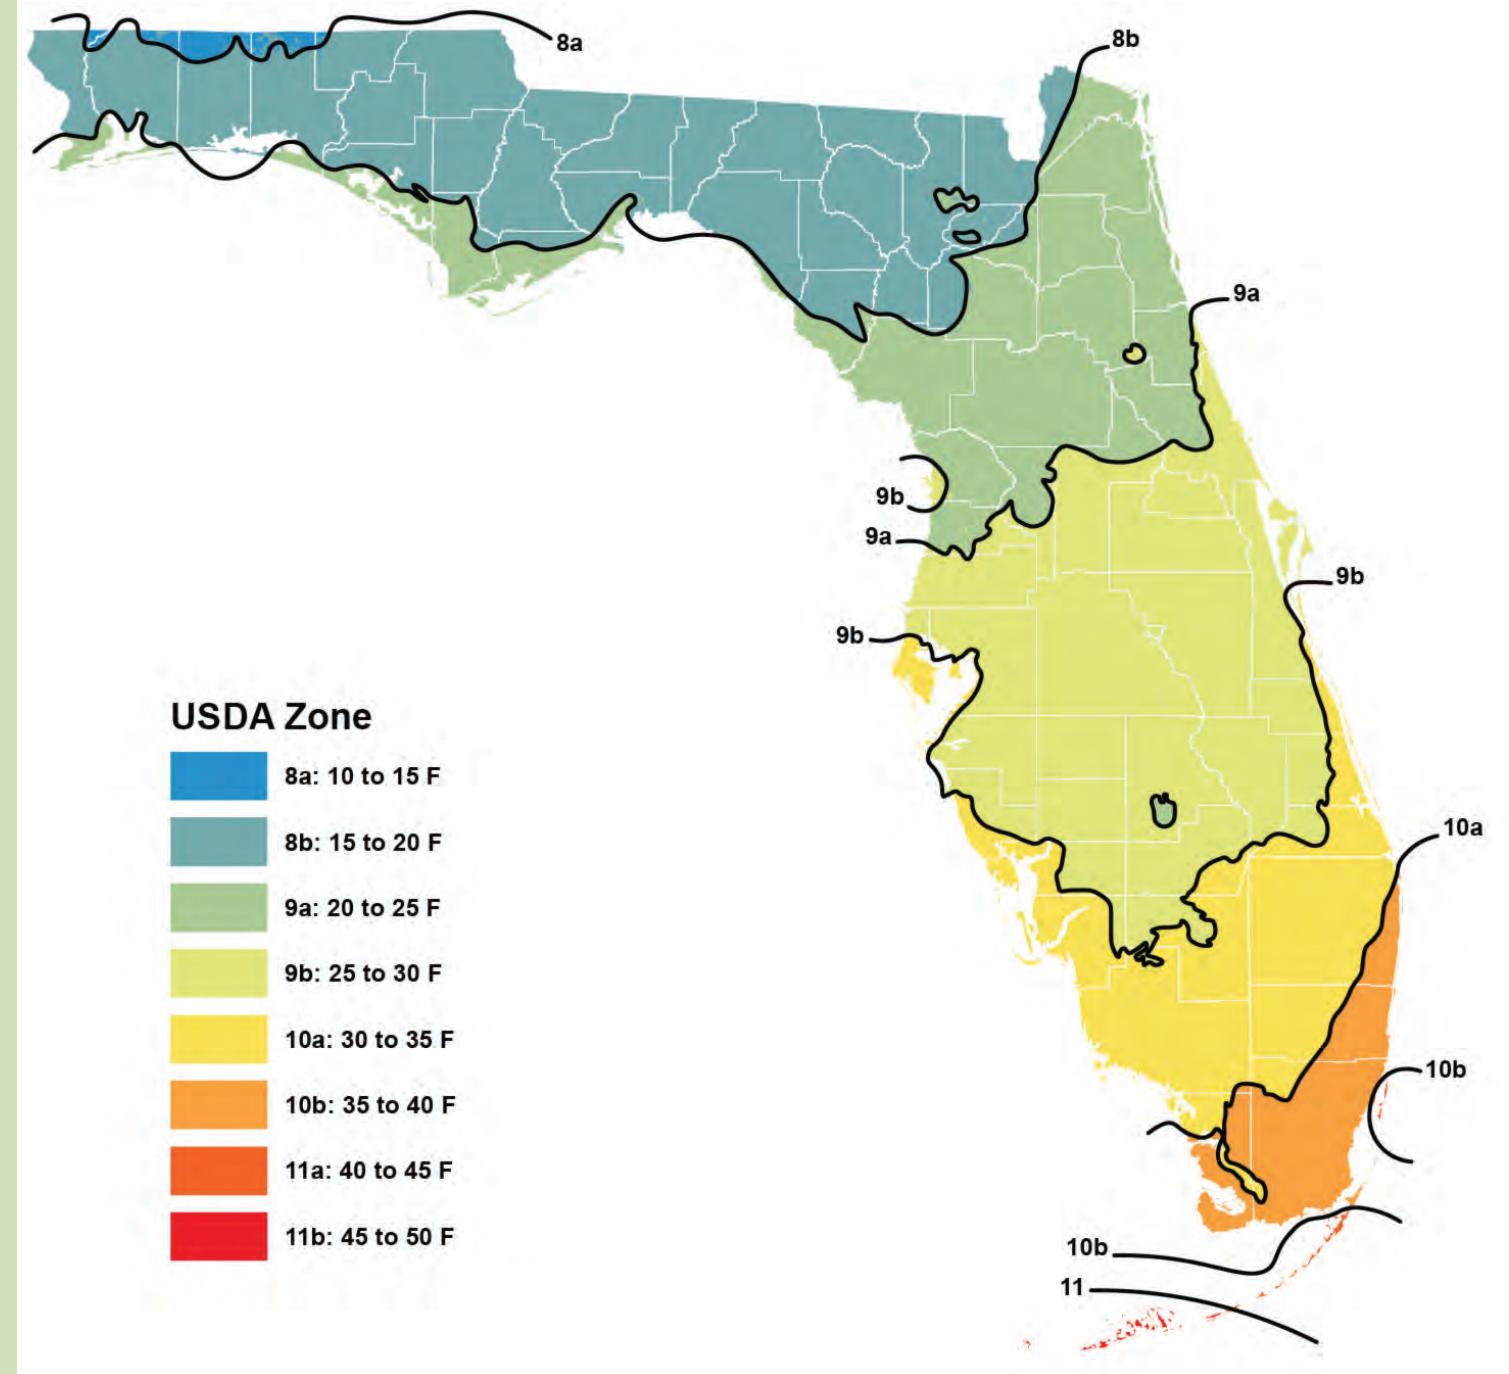 8a
8b
9a
9b
9a
9b
9b
USDA Zone
8a: 10 to 15 F
8b: 15 to 20 F
9a: 20 to 25 F
9b: 25 to 30 F
10a: 30 to 35 F
10b: 35 to 40 F
11a: 40 to 45 F
11b: 45 to 50 F
10a
10b
10b
11